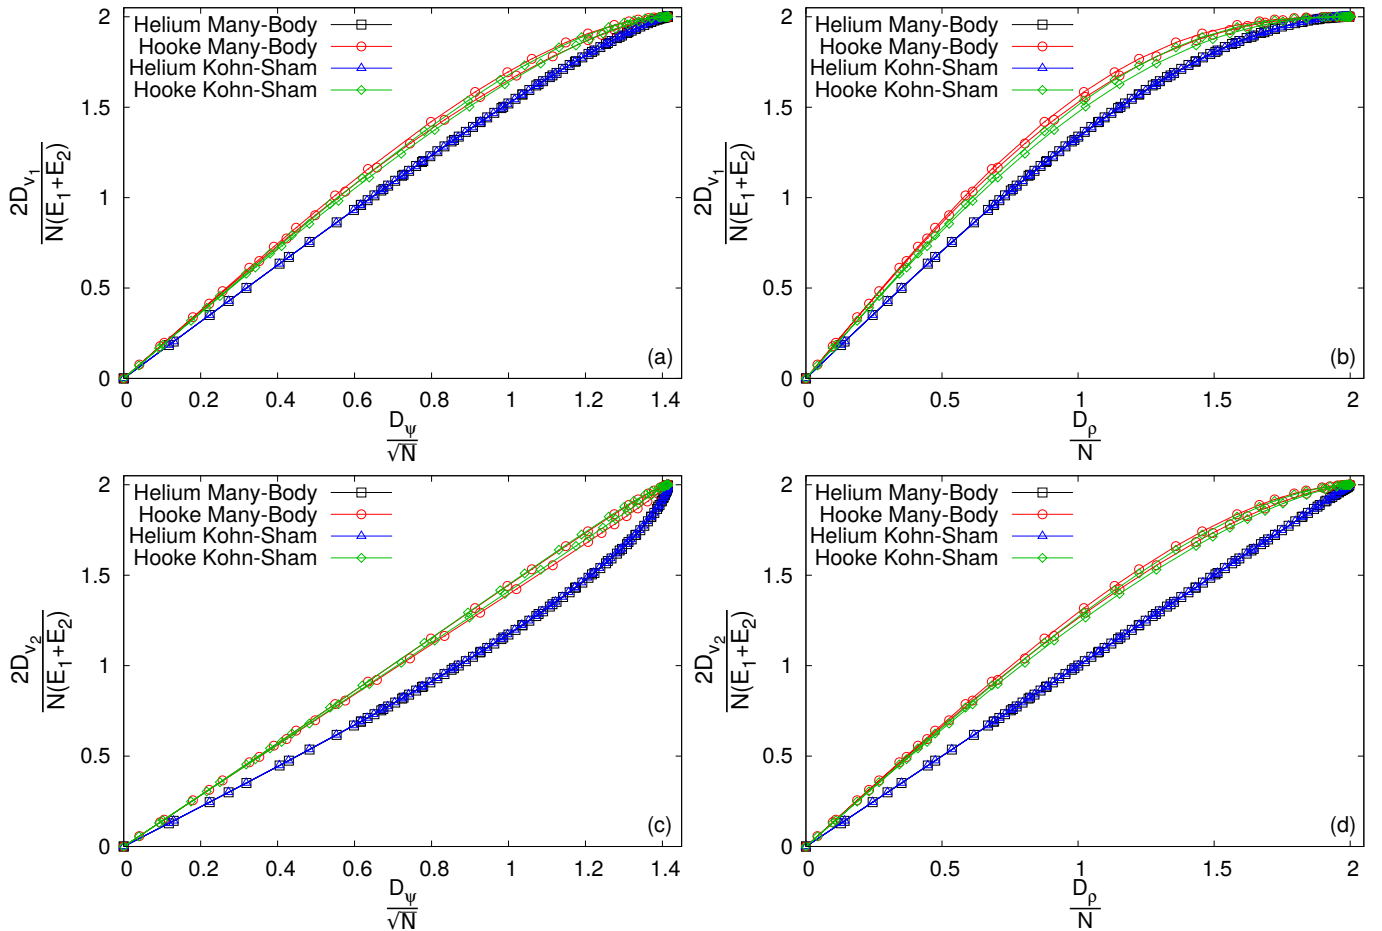 Helium Many-Body
Hooke Many-Body
Helium Kohn-Sham
Hooke Kohn-Sham
2
1.5
1
0.5
0
2D_{v_1}
N(E_1+E_2)
(a)
0 0.2 0.4 0.6 0.8 1 1.2 1.4
D_ψ
√N
Helium Many-Body
Hooke Many-Body
Helium Kohn-Sham
Hooke Kohn-Sham
2
1.5
1
0.5
0
2D_{v_1}
N(E_1+E_2)
(b)
0 0.5 1 1.5 2
D_ρ
N
Helium Many-Body
Hooke Many-Body
Helium Kohn-Sham
Hooke Kohn-Sham
2
1.5
1
0.5
0
2D_{v_2}
N(E_1+E_2)
(c)
0 0.2 0.4 0.6 0.8 1 1.2 1.4
D_ψ
√N
Helium Many-Body
Hooke Many-Body
Helium Kohn-Sham
Hooke Kohn-Sham
2
1.5
1
0.5
0
2D_{v_2}
N(E_1+E_2)
(d)
0 0.5 1 1.5 2
D_ρ
N